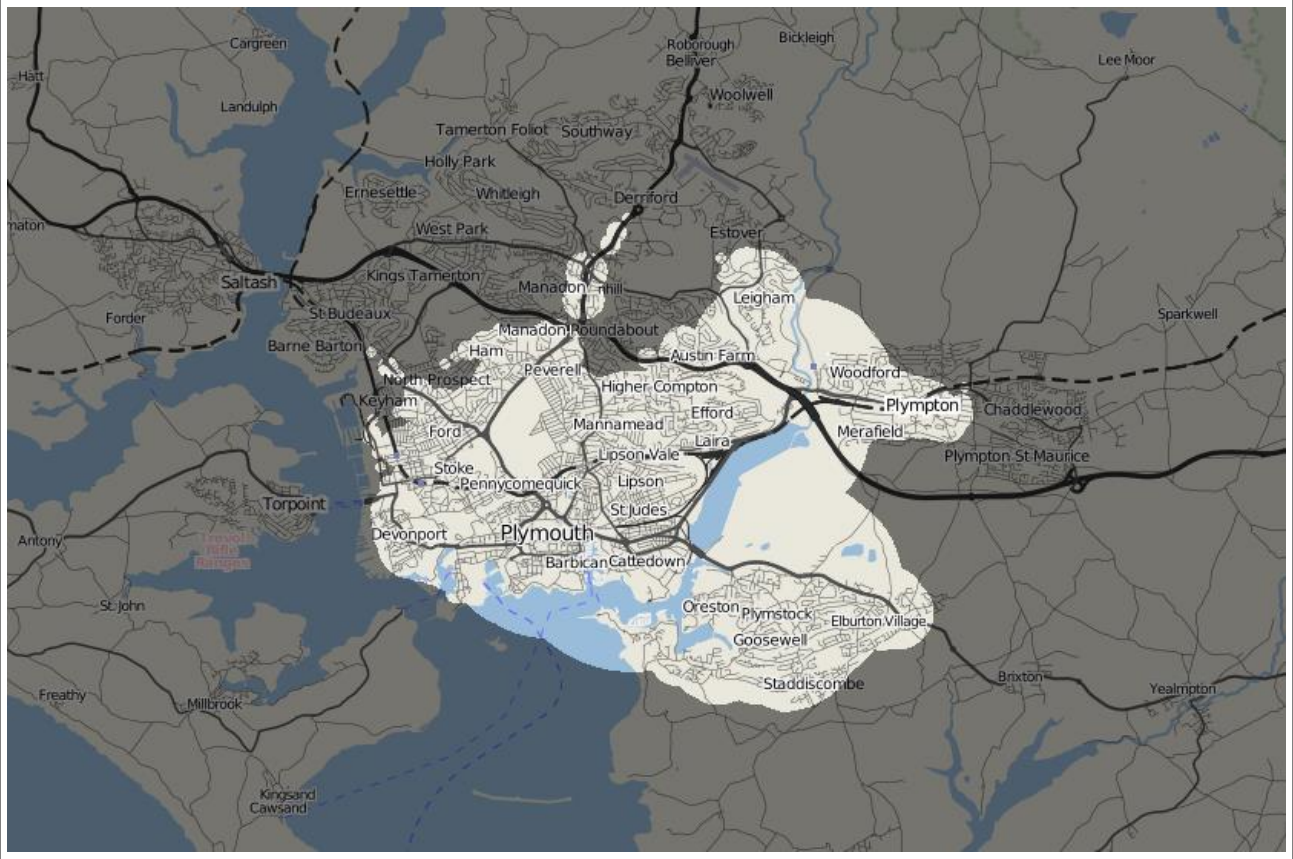 Cargreen
Roborough
Belliver
Bickleigh
Lee Moor
Hatt
Landulph
Woolwell
Tamerton Foliot
Southway
Holly Park
Ernesettle
Whitleigh
Derriford
maton
West Park
Estover
Saltash
Kings Tamerton
Manadon
nhill
Leigham
Forder
St Budeaux
Sparkwell
Manadon Roundabout
Barne Barton
Ham
Austin Farm
North Prospect
Peverell
Higher Compton
Woodford
Keyham
Efford
Plympton
Chaddlewood
Ford
Mannamead
Laira
Merafield
Stoke
Lipson Vale
Plympton St Maurice
Pennycomequick
Lipson
Torpoint
St Judes
Devonport
Plymouth
Antony
Trevol
Rifle
Ranges
Barbican
Cattedown
St. John
Oreston
Plymstock
Elburton Village
Goosewell
Freathy
Millbrook
Staddiscombe
Brixton
Yealmpton
Kingsand
Cawsand